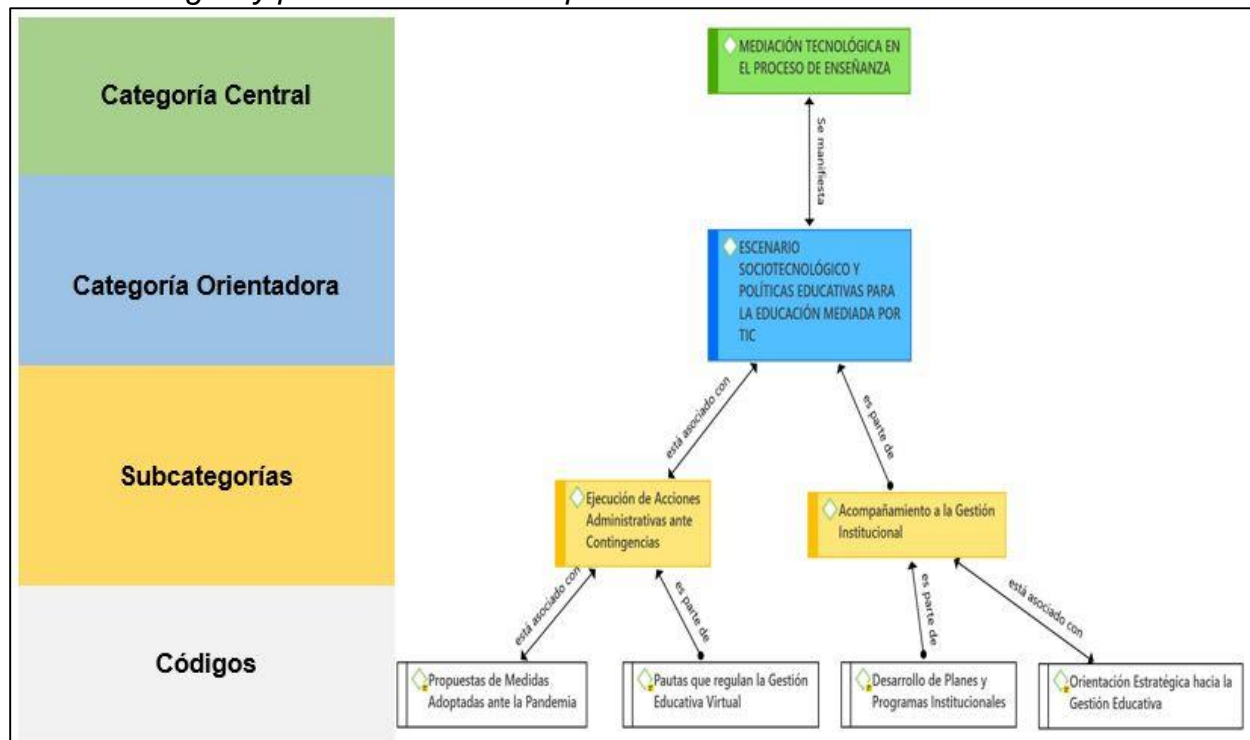 Categoría Central
MEDIACIÓN TECNOLÓGICA EN
EL PROCESO DE ENSEÑANZA
Se manifiesta
Categoría Orientadora
ESCENARIO
SOCIOTECNOLÓGICO Y
POLÍTICAS EDUCATIVAS PARA
LA EDUCACIÓN MEDIADA POR
TIC
está asociado con
es parte de
Subcategorías
Ejecución de Acciones
Administrativas ante
Contingencias
Acompañamiento a la Gestión
Institucional
está asociado con
es parte de
es parte de
está asociado con
Códigos
Propuestas de Medidas
Adoptadas ante la Pandemia
Pautas que regulan la Gestión
Educativa Virtual
Desarrollo de Planes y
Programas Institucionales
Orientación Estratégica hacia la
Gestión Educativa